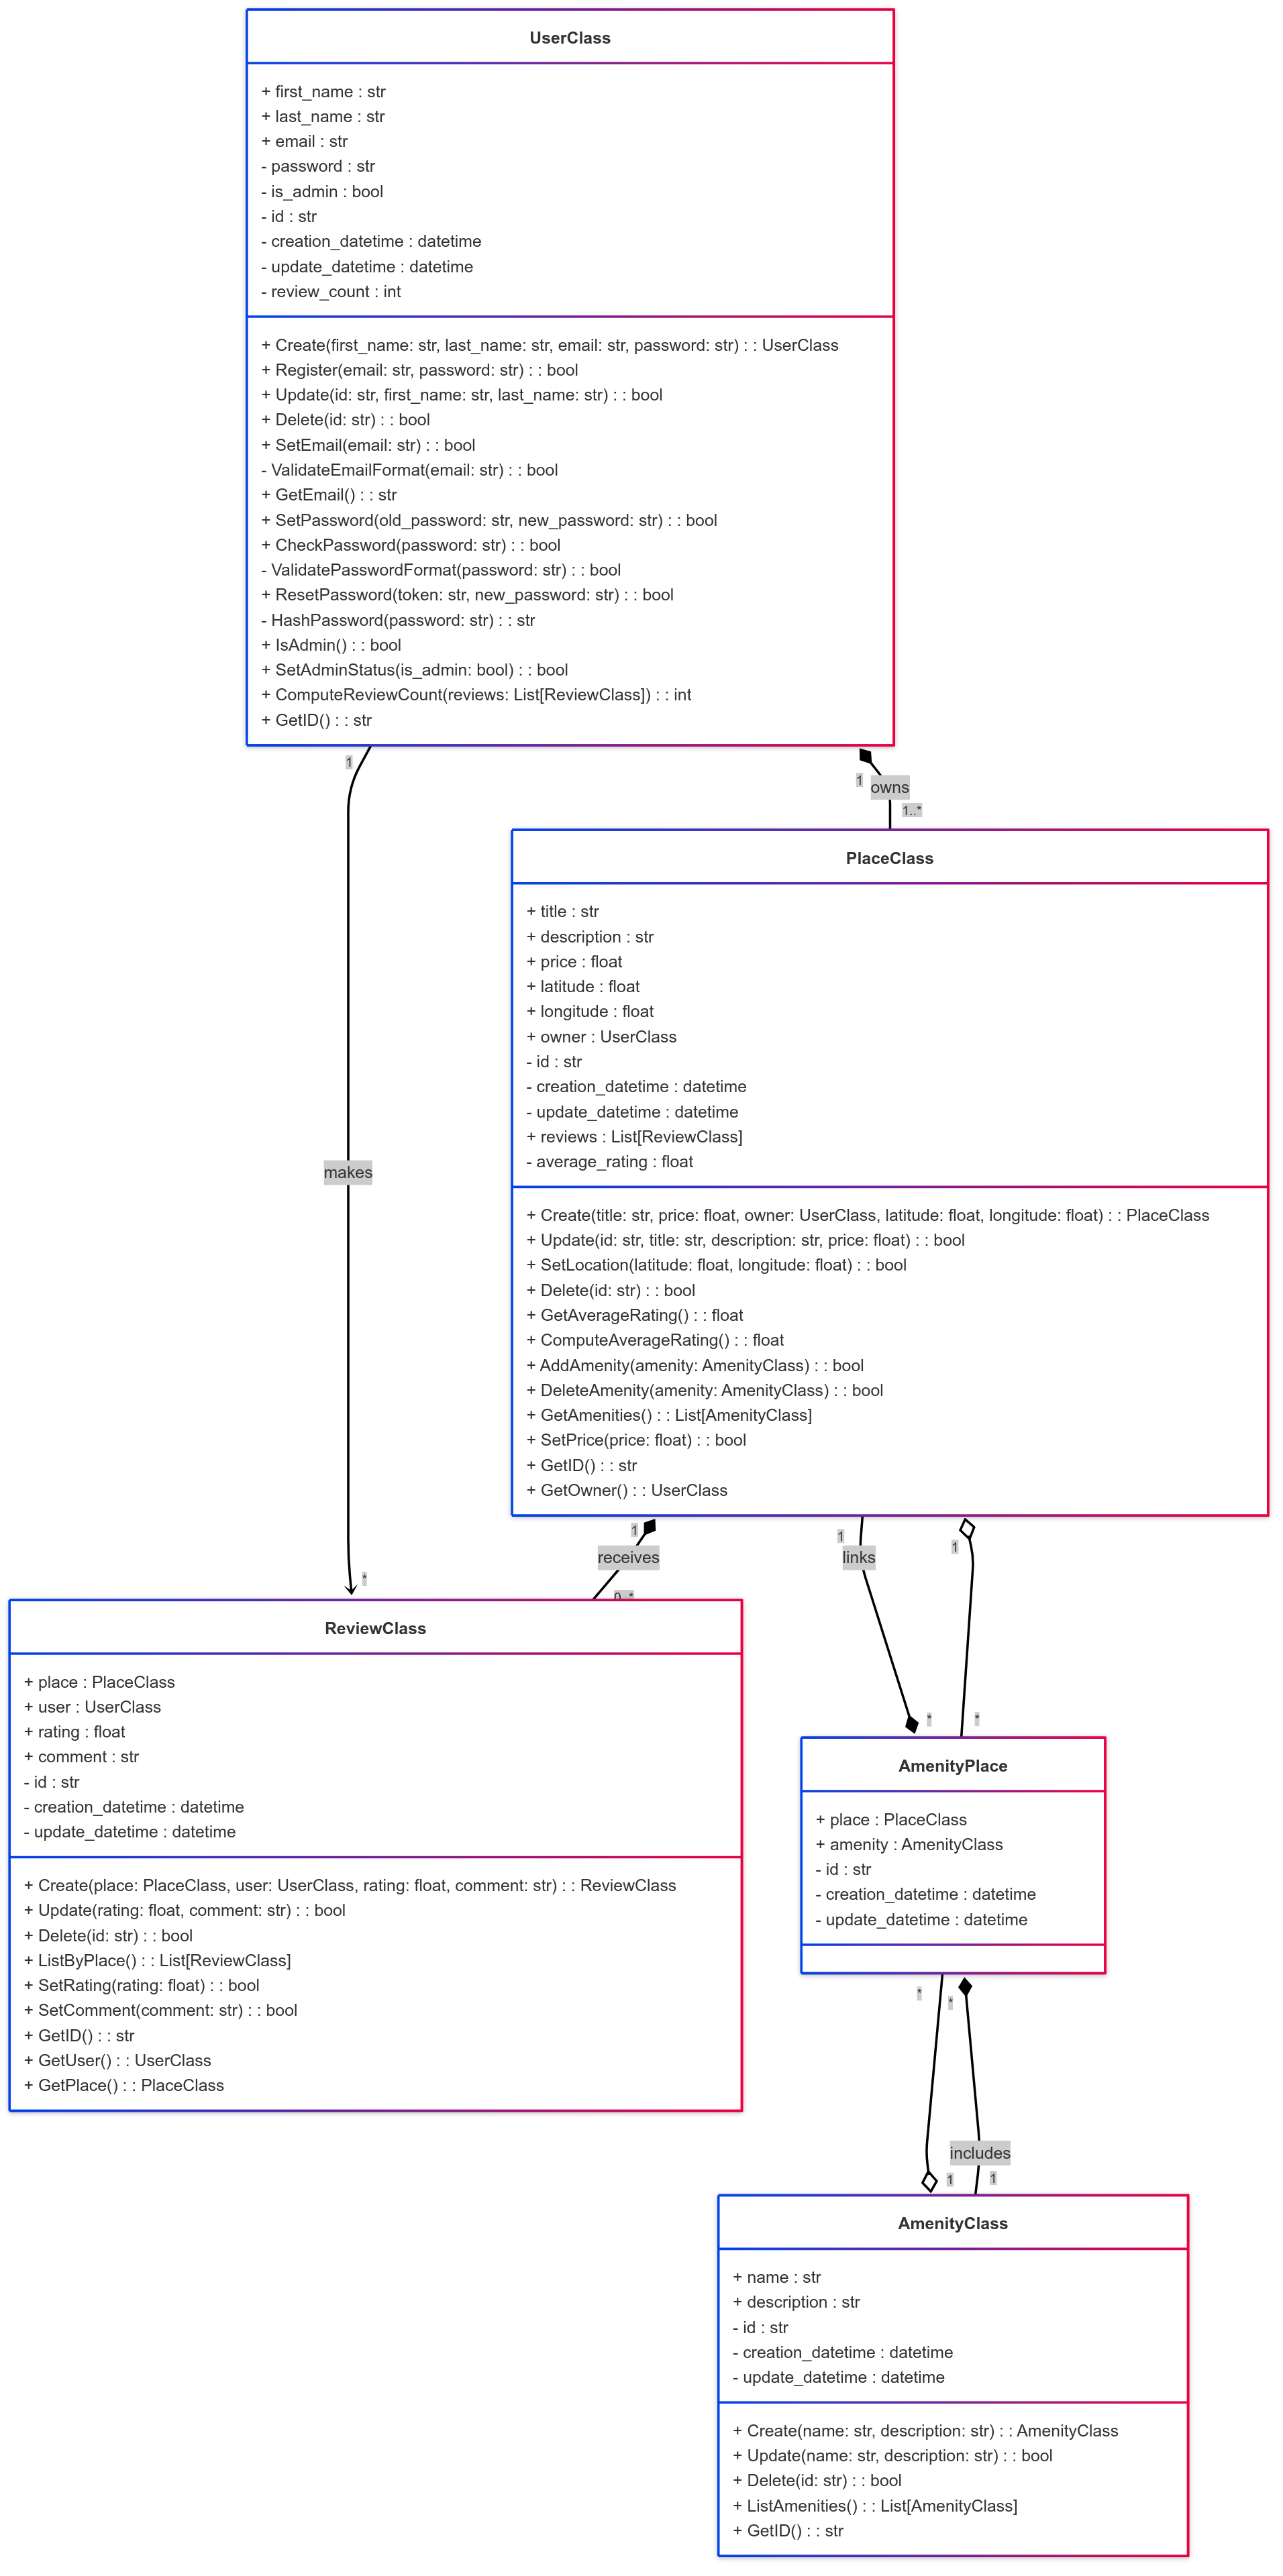 UserClass
+ first_name : str
+ last_name : str
+ email : str
- password : str
- is_admin : bool
- id : str
- creation_datetime : datetime
- update_datetime : datetime
- review_count : int
+ Create(first_name: str, last_name: str, email: str, password: str) : : UserClass
+ Register(email: str, password: str) : : bool
+ Update(id: str, first_name: str, last_name: str) : : bool
+ Delete(id: str) : : bool
+ SetEmail(email: str) : : bool
- ValidateEmailFormat(email: str) : : bool
+ GetEmail() : : str
+ SetPassword(old_password: str, new_password: str) : : bool
+ CheckPassword(password: str) : : bool
- ValidatePasswordFormat(password: str) : : bool
+ ResetPassword(token: str, new_password: str) : : bool
- HashPassword(password: str) : : str
+ IsAdmin() : : bool
+ SetAdminStatus(is_admin: bool) : : bool
+ ComputeReviewCount(reviews: List[ReviewClass]) : : int
+ GetID() : : str
1
1
owns
1..*
PlaceClass
+ title : str
+ description : str
+ price : float
+ latitude : float
+ longitude : float
+ owner : UserClass
- id : str
- creation_datetime : datetime
- update_datetime : datetime
+ reviews : List[ReviewClass]
- average_rating : float
makes
+ Create(title: str, price: float, owner: UserClass, latitude: float, longitude: float) : : PlaceClass
+ Update(id: str, title: str, description: str, price: float) : : bool
+ SetLocation(latitude: float, longitude: float) : : bool
+ Delete(id: str) : : bool
+ GetAverageRating() : : float
+ ComputeAverageRating() : : float
+ AddAmenity(amenity: AmenityClass) : : bool
+ DeleteAmenity(amenity: AmenityClass) : : bool
+ GetAmenities() : : List[AmenityClass]
+ SetPrice(price: float) : : bool
+ GetID() : : str
+ GetOwner() : : UserClass
1
1
1
receives
links
*
0..*
ReviewClass
+ place : PlaceClass
+ user : UserClass
+ rating : float
+ comment : str
- id : str
- creation_datetime : datetime
- update_datetime : datetime
+ Create(place: PlaceClass, user: UserClass, rating: float, comment: str) : : ReviewClass
+ Update(rating: float, comment: str) : : bool
+ Delete(id: str) : : bool
+ ListByPlace() : : List[ReviewClass]
+ SetRating(rating: float) : : bool
+ SetComment(comment: str) : : bool
+ GetID() : : str
+ GetUser() : : UserClass
+ GetPlace() : : PlaceClass
*
*
AmenityPlace
+ place : PlaceClass
+ amenity : AmenityClass
- id : str
- creation_datetime : datetime
- update_datetime : datetime
*
*
includes
1
1
AmenityClass
+ name : str
+ description : str
- id : str
- creation_datetime : datetime
- update_datetime : datetime
+ Create(name: str, description: str) : : AmenityClass
+ Update(name: str, description: str) : : bool
+ Delete(id: str) : : bool
+ ListAmenities() : : List[AmenityClass]
+ GetID() : : str